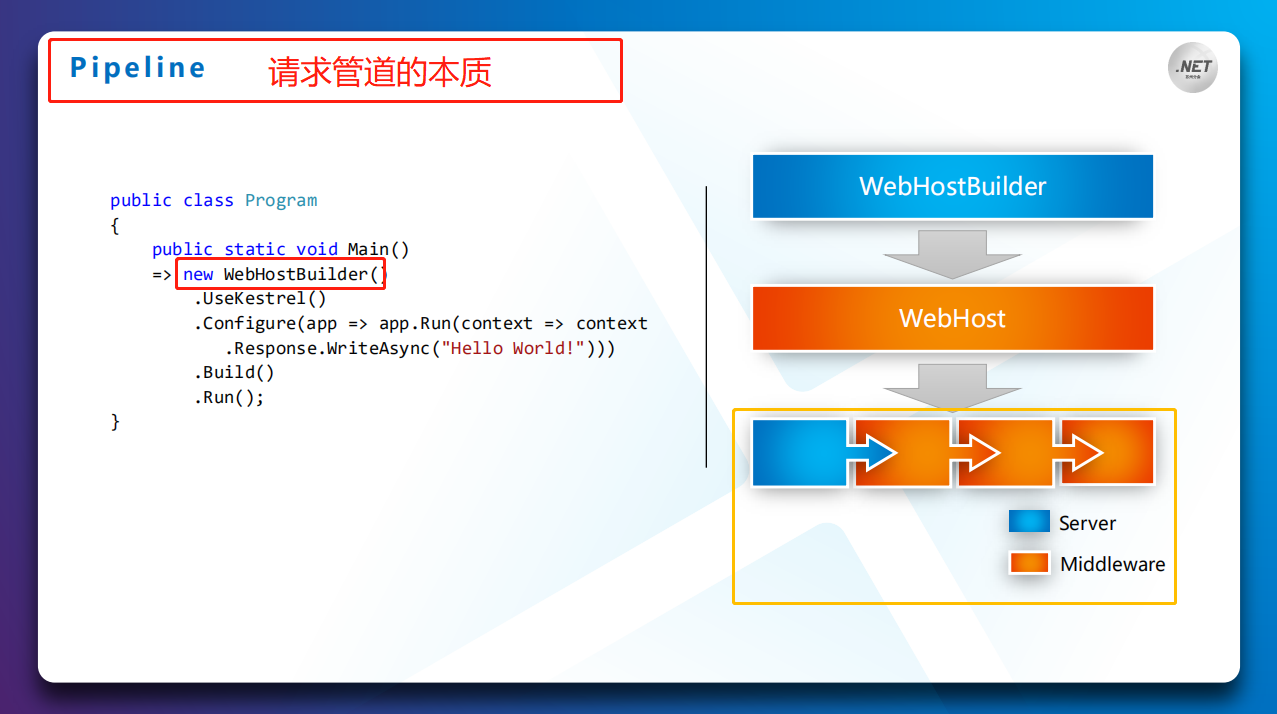 Pipeline 请求管道的本质
.NET
public class Program
{
public static void Main()
=> new WebHostBuilder()
.UseKestrel()
.Configure(app => app.Run(context => context
.Response.WriteAsync("Hello World!")))
.Build()
.Run();
}
WebHostBuilder
WebHost
Server
Middleware